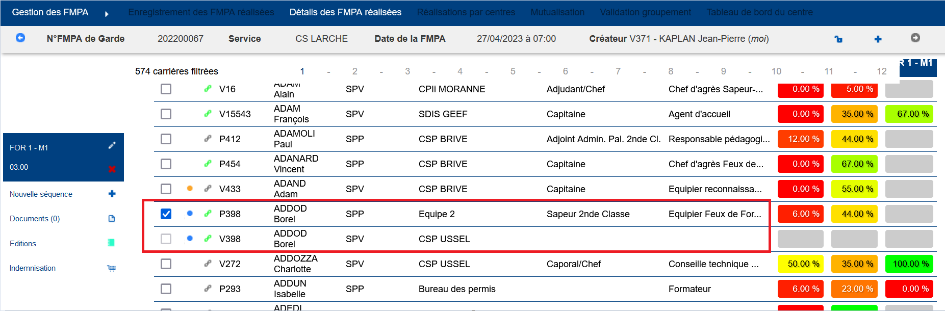 Gestion des FMPA Enregistrement des FMPA réalisées Détails des FMPA réalisées Réalisations par centres Mutualisation Validation groupement Tableau de bord du centre
N°FMPA de Garde 202200067 Service CS LARCHE Date de la FMPA 27/04/2023 à 07:00 Créateur V371 - KAPLAN Jean-Pierre (moi)
574 carrières filtrées 1 - 2 - 3 - 4 - 5 - 6 - 7 - 8 - 9 - 10 - 11 - 12 FOR 1 - M1
V16 ADAM Alain SPV CPII MORANNE Adjudant/Chef Chef d'agrès Sapeur-... 0.00 % 5.00 %
V15543 ADAM François SPV SDIS GEEF Capitaine Agent d'accueil 0.00 % 35.00 % 67.00 %
P412 ADAMOLI Paul SPP CSP BRIVE Adjoint Admin. Pal. 2nde Cl. Responsable pédagogi... 12.00 % 44.00 %
P454 ADANARD Vincent SPP CSP BRIVE Capitaine Chef d'agrès Feux de... 0.00 % 67.00 %
V433 ADAND Adam SPV CSP BRIVE Capitaine Equipier reconnaissa... 0.00 % 55.00 %
P398 ADDOD Borel SPP Equipe 2 Sapeur 2nde Classe Equipier Feux de For... 6.00 % 44.00 %
V398 ADDOD Borel SPV CSP USSEL
V272 ADDOZZA Charlotte SPV CSP USSEL Caporal/Chef Conseille technique ... 50.00 % 35.00 % 100.00 %
P293 ADDUN Isabelle SPP Bureau des permis Formateur 6.00 % 23.00 % 0.00 %
ADEDI
FOR 1 - M1
03.00
Nouvelle séquence
Documents (0)
Editions
Indemnisation